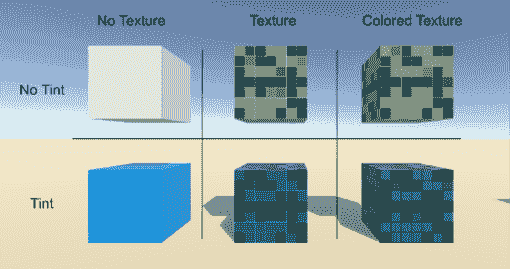 No Texture
Texture
Colored Texture
No Tint
Tint